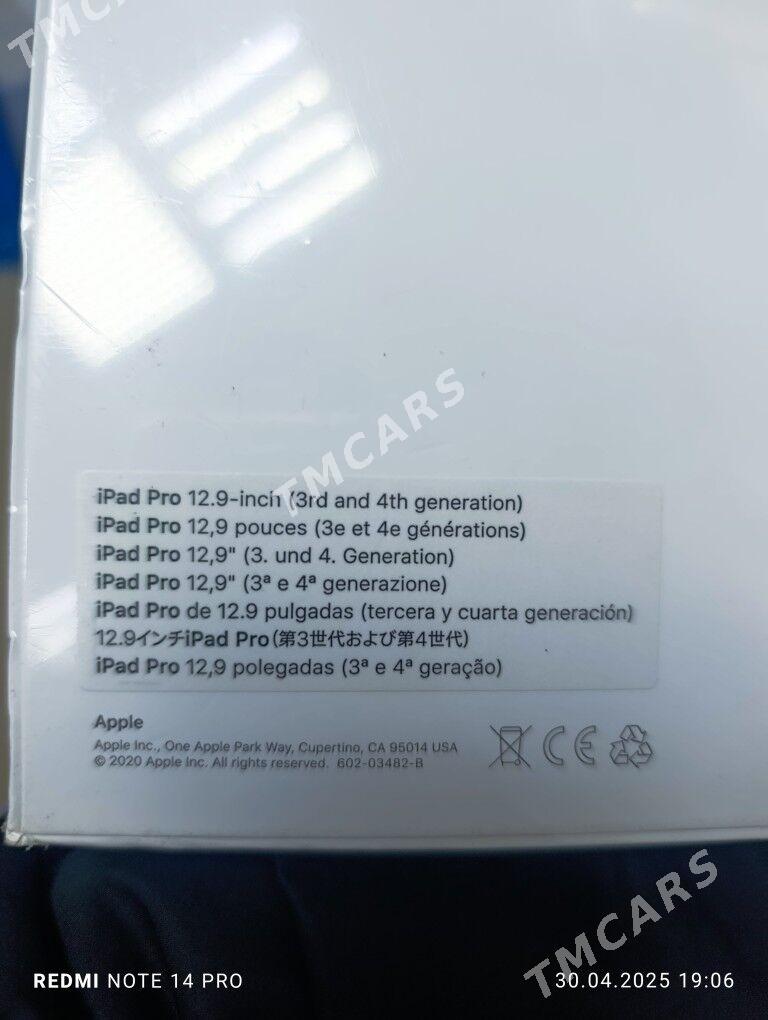 TMCARS
TMCARS
iPad Pro 12.9-inch (3rd and 4th generation)
iPad Pro 12,9 pouces (3e et 4e générations)
iPad Pro 12,9" (3. und 4. Generation)
iPad Pro 12,9" (3ª e 4ª generazione)
iPad Pro de 12.9 pulgadas (tercera y cuarta generación)
12.9インチiPad Pro(第3世代および第4世代)
iPad Pro 12,9 polegadas (3ª e 4ª geração)
Apple
Apple Inc., One Apple Park Way, Cupertino, CA 95014 USA
© 2020 Apple Inc. All rights reserved. 602-03482-B
CE
TMCARS
REDMI NOTE 14 PRO
30.04.2025 19:06